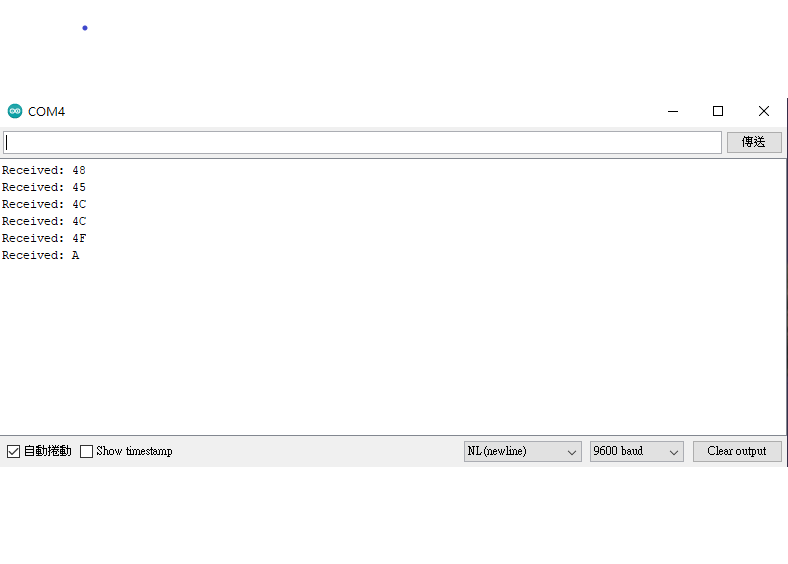 COM4
傳送
Received: 48
Received: 45
Received: 4C
Received: 4C
Received: 4F
Received: A
自動捲動 Show timestamp NL(newline) 9600 baud Clear output